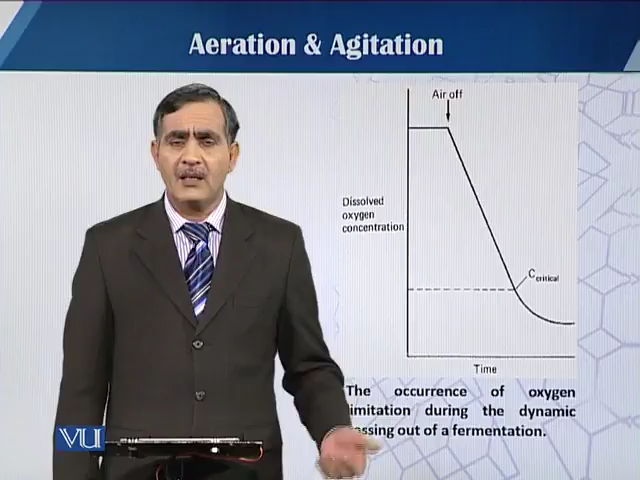 Aeration & Agitation
Air off
Dissolved
oxygen
concentration
C critical
Time
The occurrence of oxygen
limitation during the dynamic
out of a fermentation.
VU